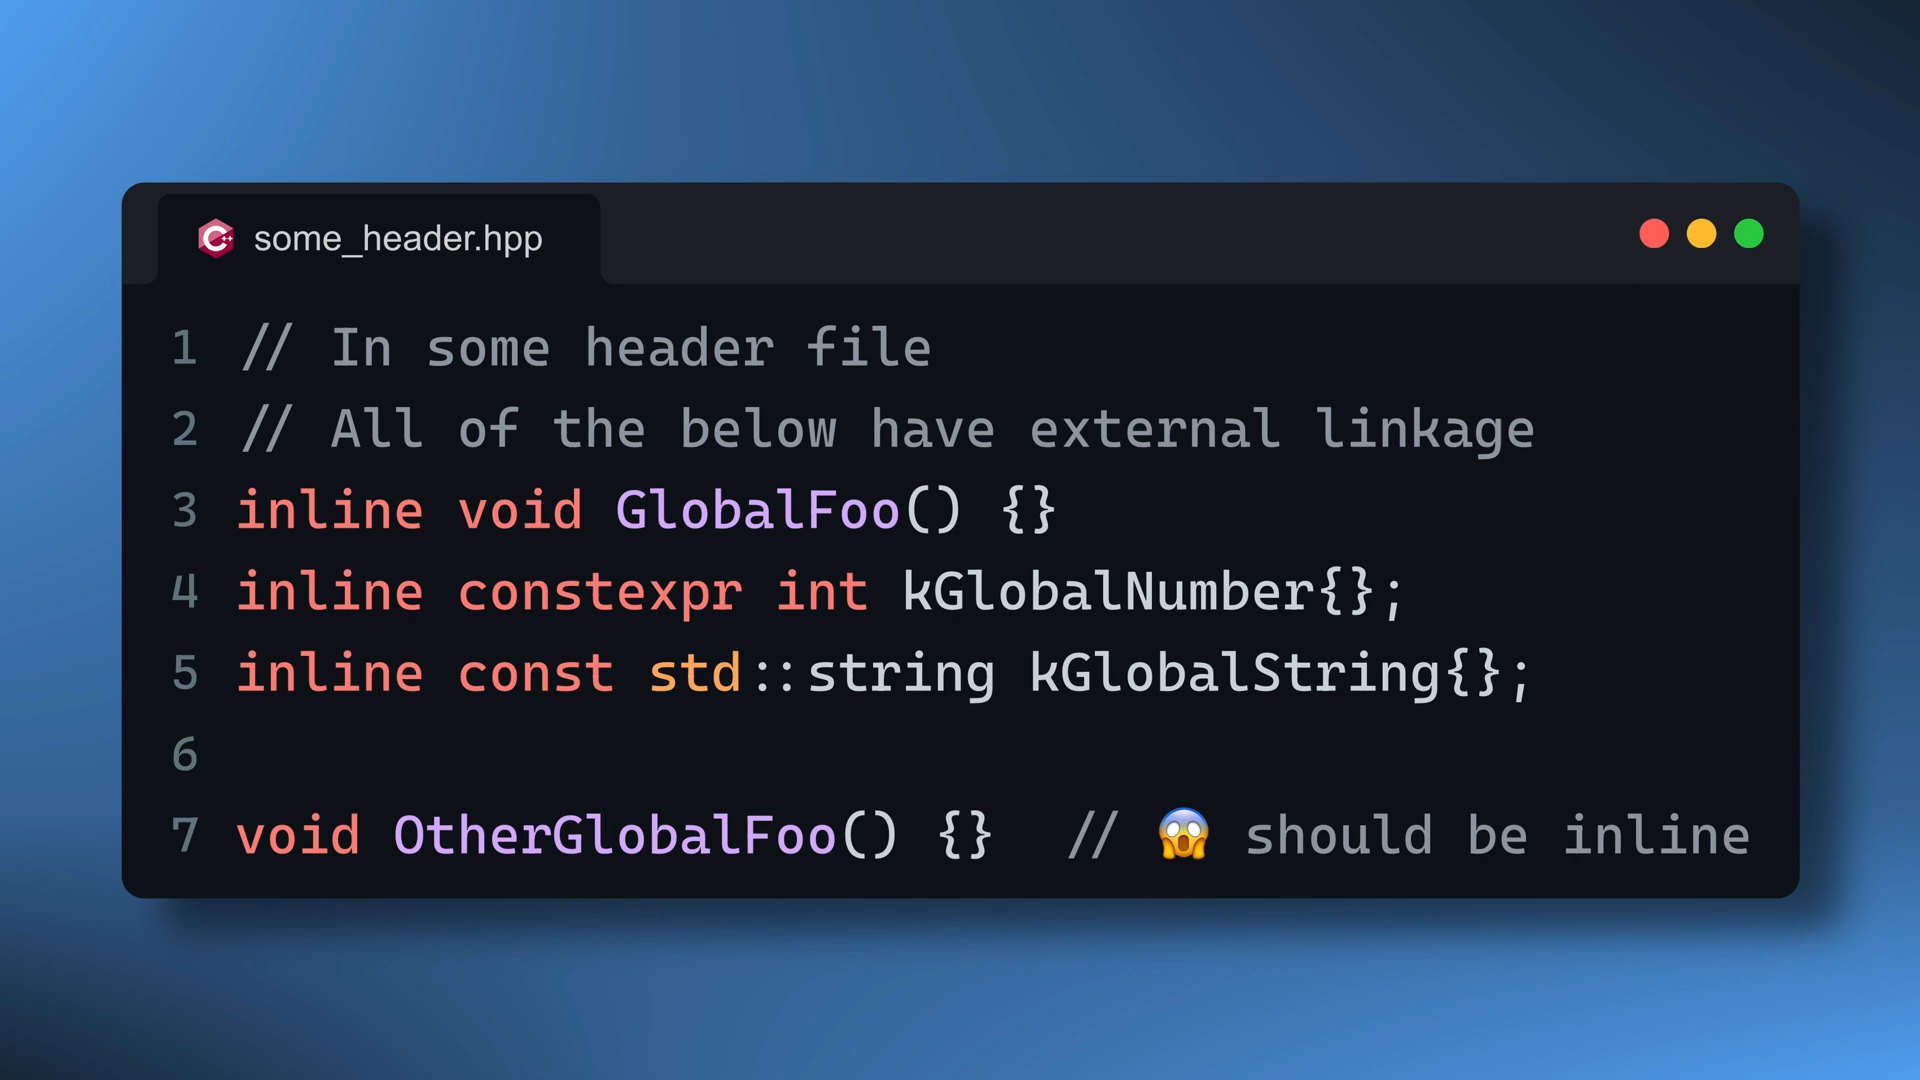 some_header.hpp
1 // In some header file
2 // All of the below have external linkage
3 inline void GlobalFoo() {}
4 inline constexpr int kGlobalNumber{};
5 inline const std::string kGlobalString{};
6
7 void OtherGlobalFoo() {}  // 😱 should be inline